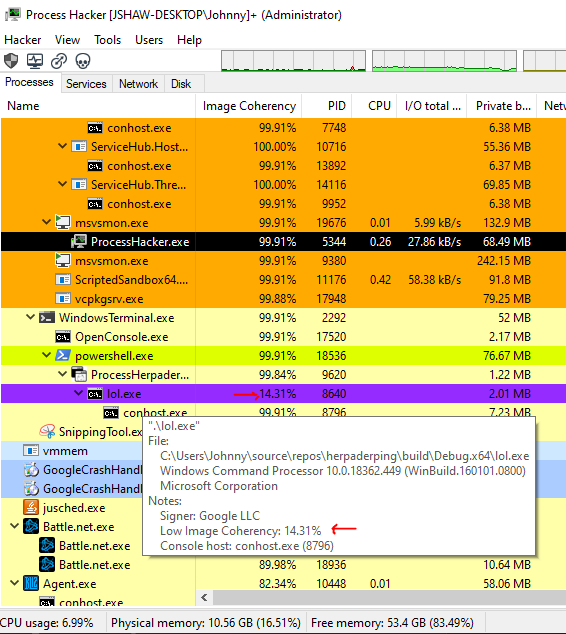 Process Hacker [JSHAW-DESKTOP\Johnny]+ (Administrator)
Hacker View Tools Users Help
Processes Services Network Disk
Name Image Coherency PID CPU I/O total ... Private b... Netw
conhost.exe 99.91% 7748 6.38 MB
ServiceHub.Host... 100.00% 10716 55.36 MB
conhost.exe 99.91% 13892 6.37 MB
ServiceHub.Thre... 100.00% 14116 69.85 MB
conhost.exe 99.91% 9952 6.38 MB
msvsmon.exe 99.91% 19676 0.01 5.99 kB/s 132.9 MB
ProcessHacker.exe 99.91% 5344 0.26 27.86 kB/s 68.49 MB
msvsmon.exe 99.91% 9380 242.15 MB
ScriptedSandbox64.... 99.91% 11176 0.42 58.38 kB/s 91.8 MB
vcpkgsrv.exe 99.88% 17948 79.25 MB
WindowsTerminal.exe 99.91% 2292 52 MB
OpenConsole.exe 99.91% 17520 2.17 MB
powershell.exe 99.91% 18536 76.67 MB
ProcessHerpader... 99.84% 9620 1.22 MB
lol.exe 14.31% 8640 2.01 MB
conhost.exe 99.91% 8796 7.23 MB
SnippingTool.ex
vmmem
GoogleCrashHandl
GoogleCrashHandl
jusched.exe
Battle.net.exe
Battle.net.exe
Battle.net.exe 89.98% 18936 10.64 MB
Agent.exe 82.34% 10448 0.01 58.06 MB
conhost.exe
".\lol.exe"
File:
C:\Users\Johnny\source\repos\herpaderping\build\Debug.x64\lol.exe
Windows Command Processor 10.0.18362.449 (WinBuild.160101.0800)
Microsoft Corporation
Notes:
Signer: Google LLC
Low Image Coherency: 14.31%
Console host: conhost.exe (8796)
CPU usage: 6.99% Physical memory: 10.56 GB (16.51%) Free memory: 53.4 GB (83.49%)